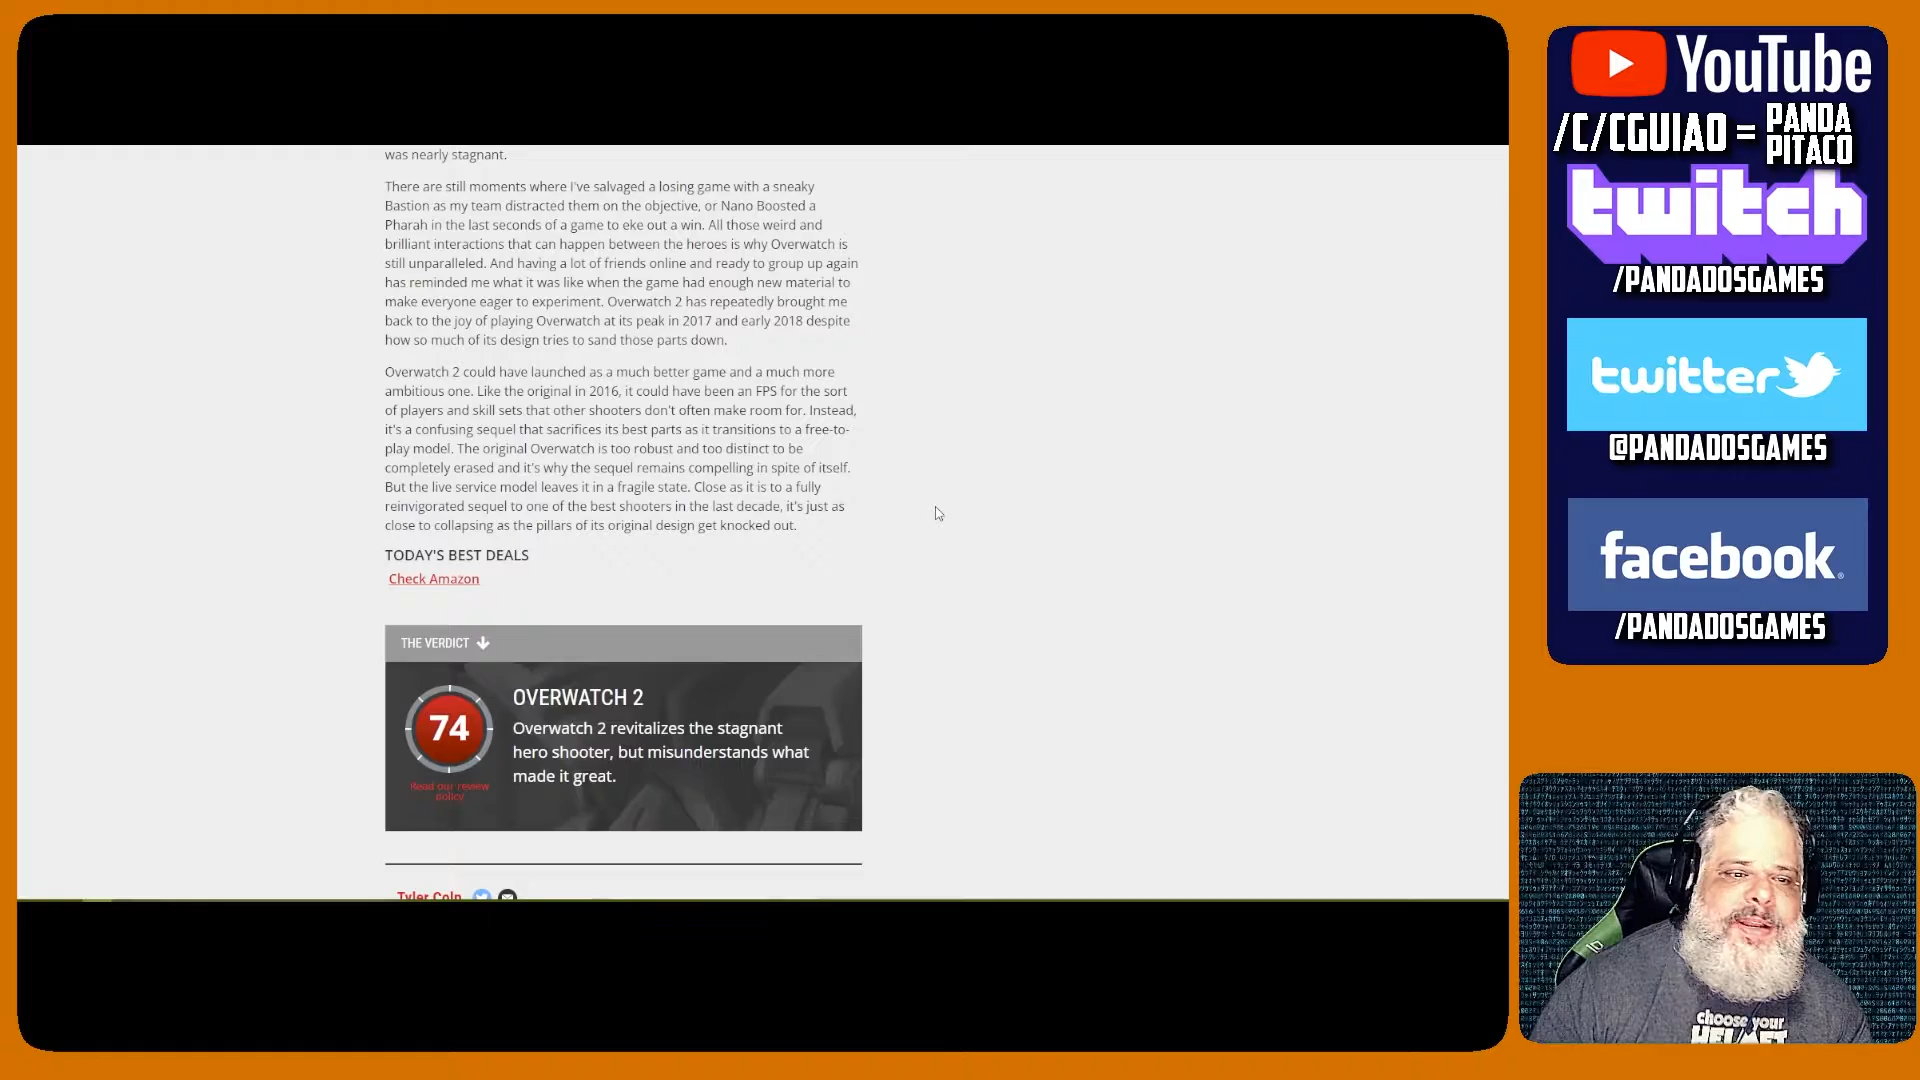 was nearly stagnant.
There are still moments where I've salvaged a losing game with a sneaky
Bastion as my team distracted them on the objective, or Nano Boosted a
Pharah in the last seconds of a game to eke out a win. All those weird and
brilliant interactions that can happen between the heroes is why Overwatch is
still unparalleled. And having a lot of friends online and ready to group up again
has reminded me what it was like when the game had enough new material to
make everyone eager to experiment. Overwatch 2 has repeatedly brought me
back to the joy of playing Overwatch at its peak in 2017 and early 2018 despite
how so much of its design tries to sand those parts down.
Overwatch 2 could have launched as a much better game and a much more
ambitious one. Like the original in 2016, it could have been an FPS for the sort
of players and skill sets that other shooters don't often make room for. Instead,
it's a confusing sequel that sacrifices its best parts as it transitions to a free-to-
play model. The original Overwatch is too robust and too distinct to be
completely erased and it's why the sequel remains compelling in spite of itself.
But the live service model leaves it in a fragile state. Close as it is to a fully
reinvigorated sequel to one of the best shooters in the last decade, it's just as
close to collapsing as the pillars of its original design get knocked out.
TODAY'S BEST DEALS
Check Amazon
THE VERDICT
74
Read our review
policy
OVERWATCH 2
Overwatch 2 revitalizes the stagnant
hero shooter, but misunderstands what
made it great.
Tyler Colp
YouTube
/C/CGUIAO = PANDA
PITACO
twitch
/PANDADOSGAMES
twitter
@PANDADOSGAMES
facebook.
/PANDADOSGAMES
choose your
HELMET